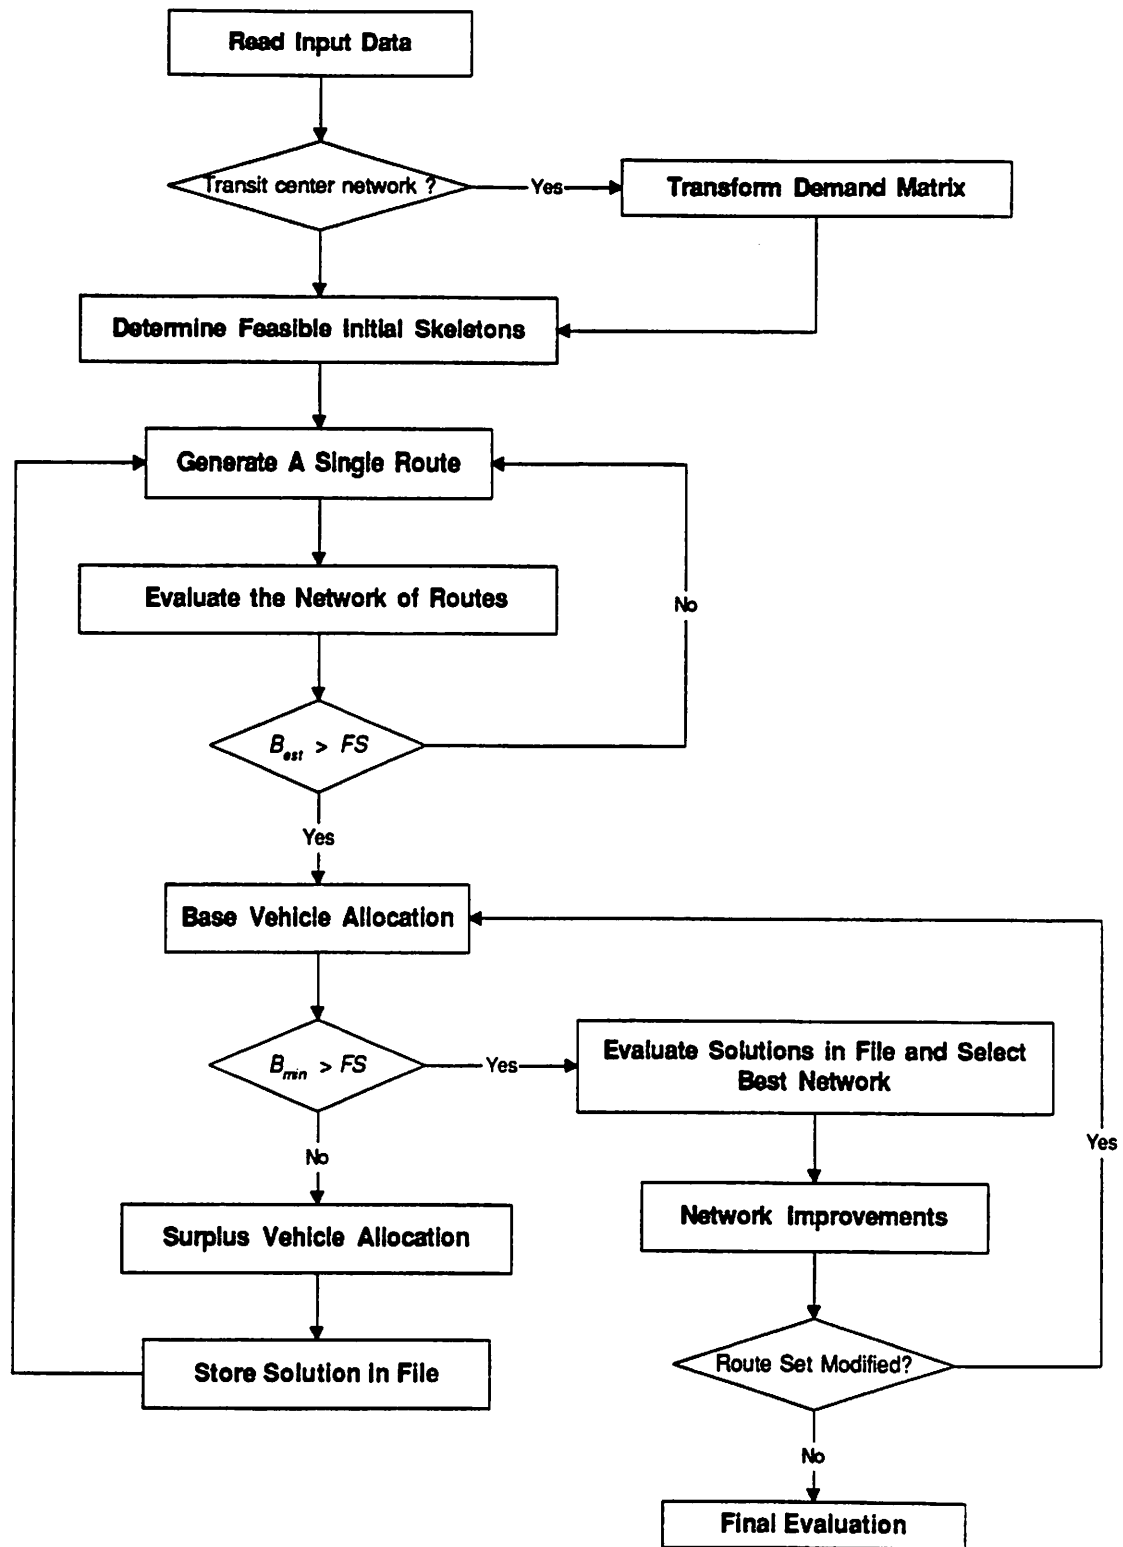 Read Input Data
Transit center network ?
Yes
Transform Demand Matrix
Determine Feasible Initial Skeletons
Generate A Single Route
Evaluate the Network of Routes
No
B_est > FS
Yes
Base Vehicle Allocation
B_min > FS
Yes
Evaluate Solutions in File and Select
Best Network
Yes
No
Surplus Vehicle Allocation
Network Improvements
Store Solution in File
Route Set Modified?
No
Final Evaluation